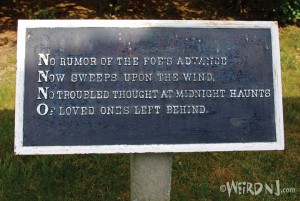 No rumor of the foe's advance
Now sweeps upon the wind,
No troubled thought at midnight haunts
Of loved ones left behind.
©WeirdNJ.com